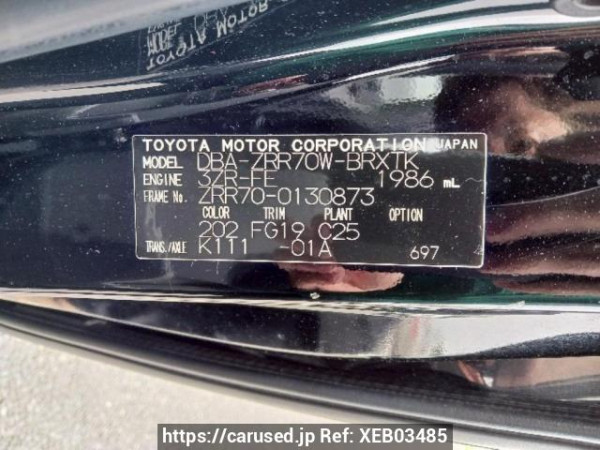 TOYOTA MOTOR CORPORATION JAPAN
MODEL DBA-ZRR70W-BRXTK
ENGINE 3ZR-FE 1986 mL
FRAME No. ZRR70-0130873
COLOR TRIM PLANT OPTION
202 FG19 C25
TRANS./AXLE K111 -01A 697
https://carused.jp Ref: XEB03485